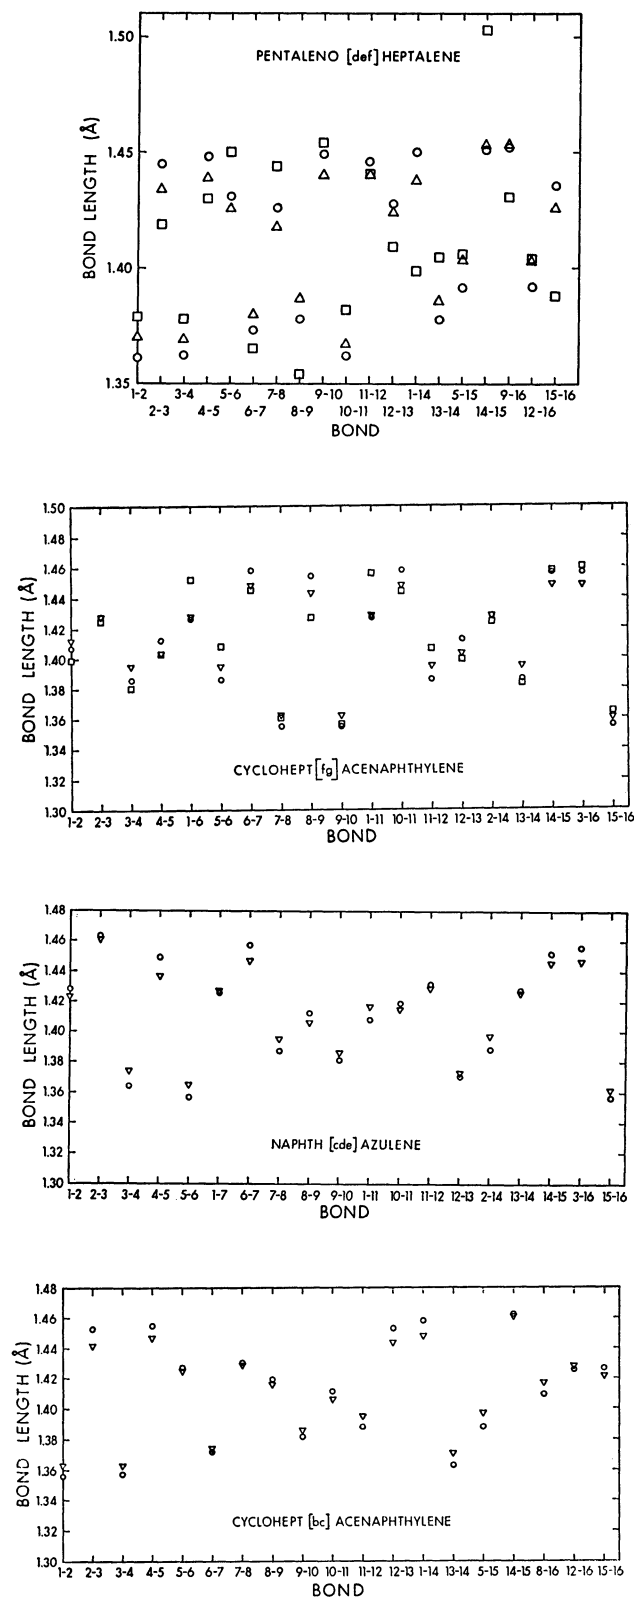 PENTALENO [def] HEPTALENE
BOND LENGTH (Å)
1.50
1.45
1.40
1.35
1-2 3-4 5-6 7-8 9-10 11-12 1-14 5-15 9-16 15-16
2-3 4-5 6-7 8-9 10-11 12-13 13-14 14-15 12-16
BOND
CYCLOHEPT [fg] ACENAPHTHYLENE
BOND LENGTH (Å)
1.50
1.48
1.46
1.44
1.42
1.40
1.38
1.36
1.34
1.32
1.30
1-2 2-3 3-4 4-5 1-6 5-6 6-7 7-8 8-9 9-10 1-11 10-11 11-12 12-13 2-14 13-14 14-15 3-16 15-16
BOND
NAPHTH [cde] AZULENE
BOND LENGTH (Å)
1.48
1.46
1.44
1.42
1.40
1.38
1.36
1.34
1.32
1.30
1-2 2-3 3-4 4-5 5-6 1-7 6-7 7-8 8-9 9-10 1-11 10-11 11-12 12-13 2-14 13-14 14-15 3-16 15-16
BOND
CYCLOHEPT [bc] ACENAPHTHYLENE
BOND LENGTH (Å)
1.48
1.46
1.44
1.42
1.40
1.38
1.36
1.34
1.32
1.30
1-2 2-3 3-4 4-5 5-6 6-7 7-8 8-9 9-10 10-11 11-12 12-13 1-14 13-14 5-15 14-15 8-16 12-16 15-16
BOND